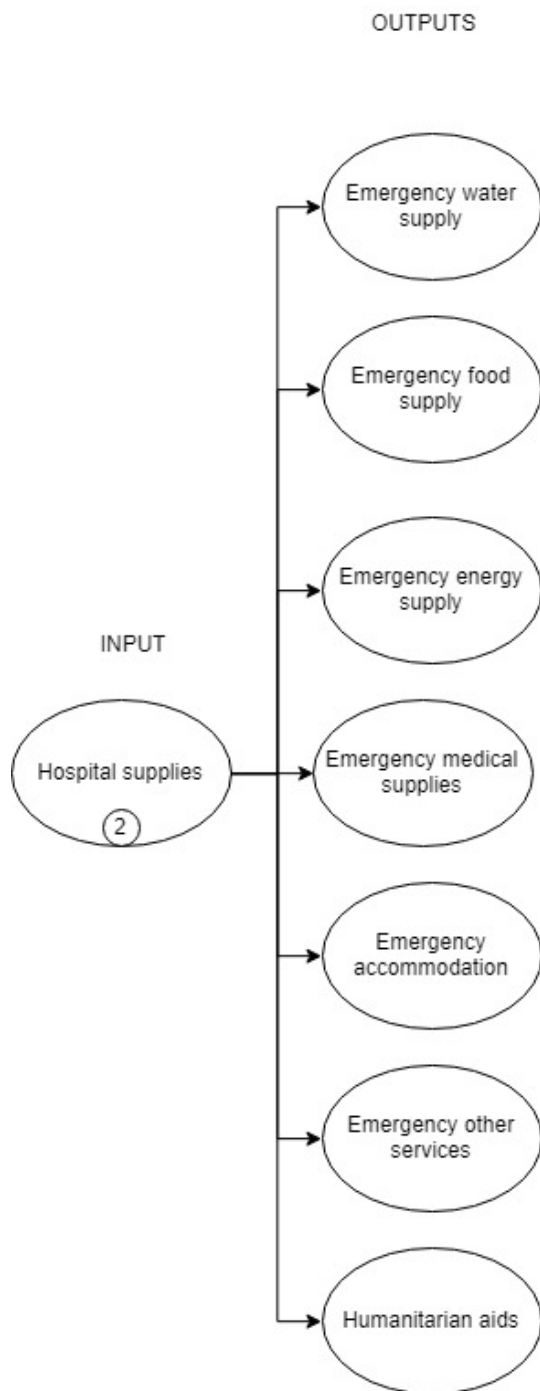 OUTPUTS
Emergency water
supply
Emergency food
supply
Emergency energy
supply
INPUT
Hospital supplies
2
Emergency medical
supplies
Emergency
accommodation
Emergency other
services
Humanitarian aids